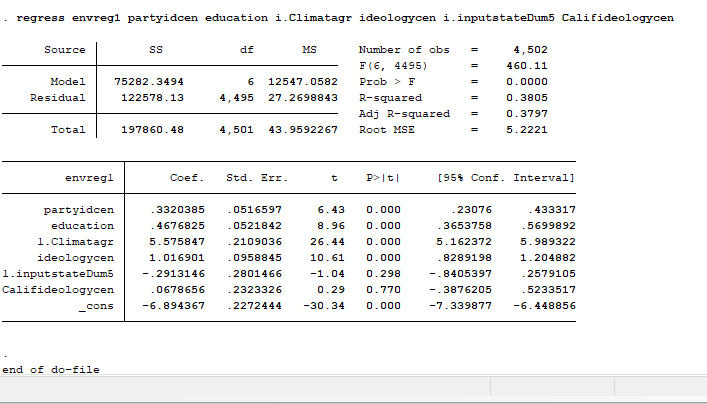 . regress envreg1 partyidcen education i.Climatagr ideologycen i.inputstateDum5 Califideologycen
Source SS df MS Number of obs = 4,502
F(6, 4495) = 460.11
Model 75282.3494 6 12547.0582 Prob > F = 0.0000
Residual 122578.13 4,495 27.2698843 R-squared = 0.3805
Adj R-squared = 0.3797
Total 197860.48 4,501 43.9592267 Root MSE = 5.2221
envreg1 Coef. Std. Err. t P>|t| [95% Conf. Interval]
partyidcen .3320385 .0516597 6.43 0.000 .23076 .433317
education .4676825 .0521842 8.96 0.000 .3653758 .5699892
1.Climatagr 5.575847 .2109036 26.44 0.000 5.162372 5.989322
ideologycen 1.016901 .0958845 10.61 0.000 .8289198 1.204882
1.inputstateDum5 -.2913146 .2801466 -1.04 0.298 -.8405397 .2579105
Califideologycen .0678656 .2323326 0.29 0.770 -.3876205 .5233517
_cons -6.894367 .2272444 -30.34 0.000 -7.339877 -6.448856
.
end of do-file